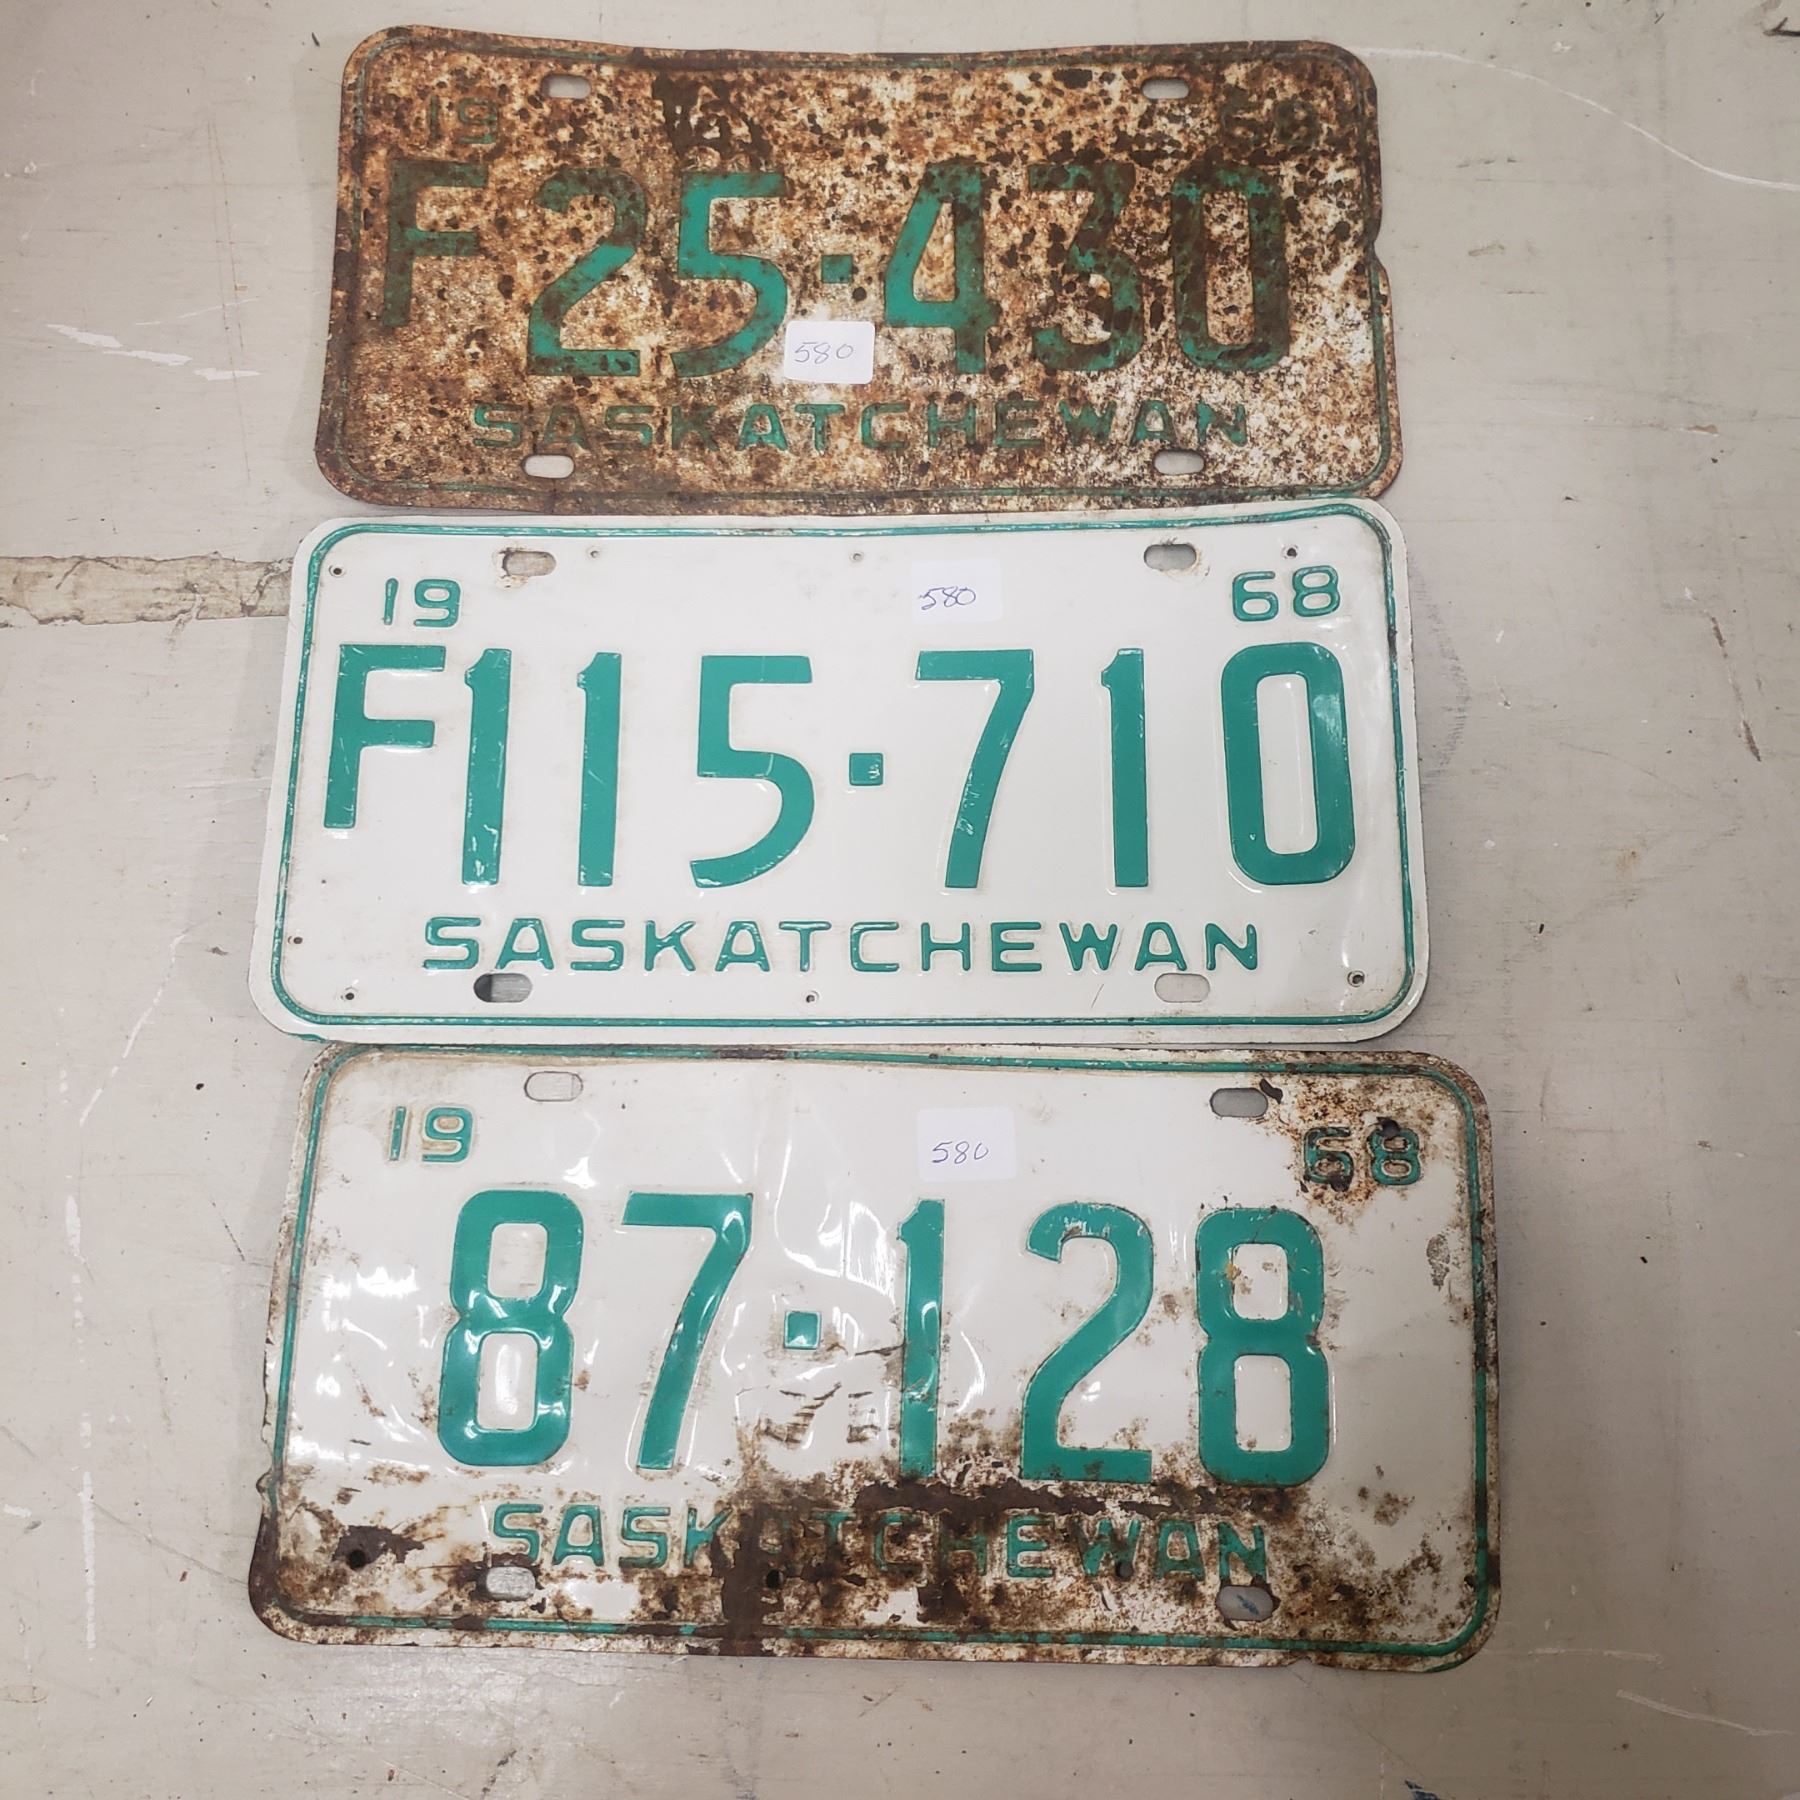 19 68
F25·430
580
SASKATCHEWAN
19 580 68
F115·710
SASKATCHEWAN
19 580 68
87·128
SASKATCHEWAN